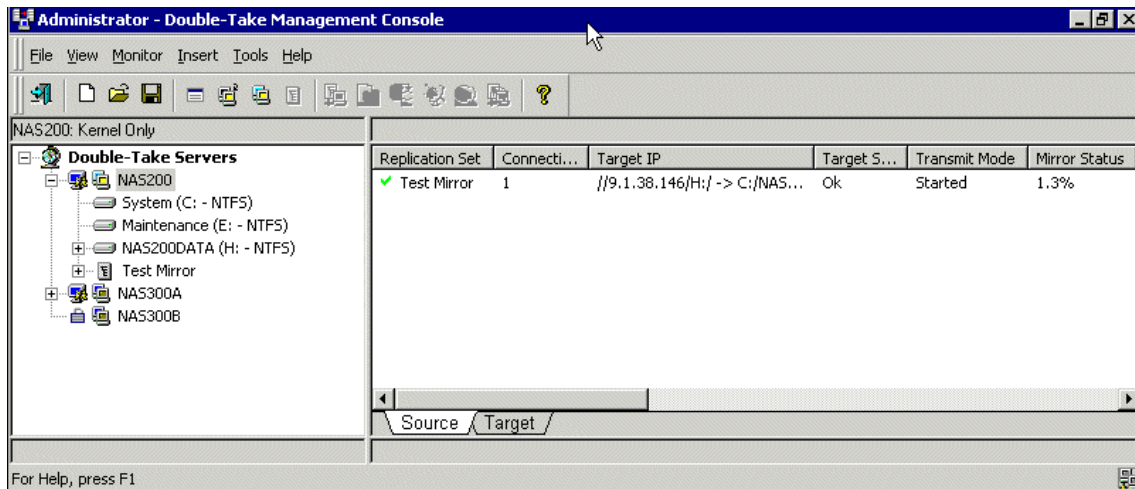 Administrator - Double-Take Management Console
File View Monitor Insert Tools Help
NAS200: Kernel Only
Double-Take Servers
NAS200
System (C: - NTFS)
Maintenance (E: - NTFS)
NAS200DATA (H: - NTFS)
Test Mirror
NAS300A
NAS300B
Replication Set Connecti... Target IP Target S... Transmit Mode Mirror Status
Test Mirror 1 //9.1.38.146/H:/ -> C:/NAS... Ok Started 1.3%
Source Target
For Help, press F1